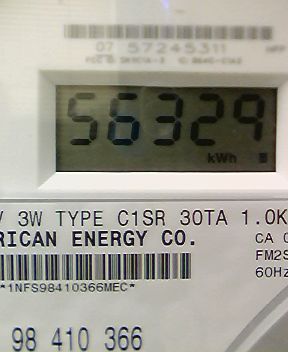 07 57245311
56329
kWh
V 3W TYPE C1SR 30TA 1.0K
RICAN ENERGY CO.
CA 0
FM2S
60Hz
*1NFS98410366MEC*
98 410 366